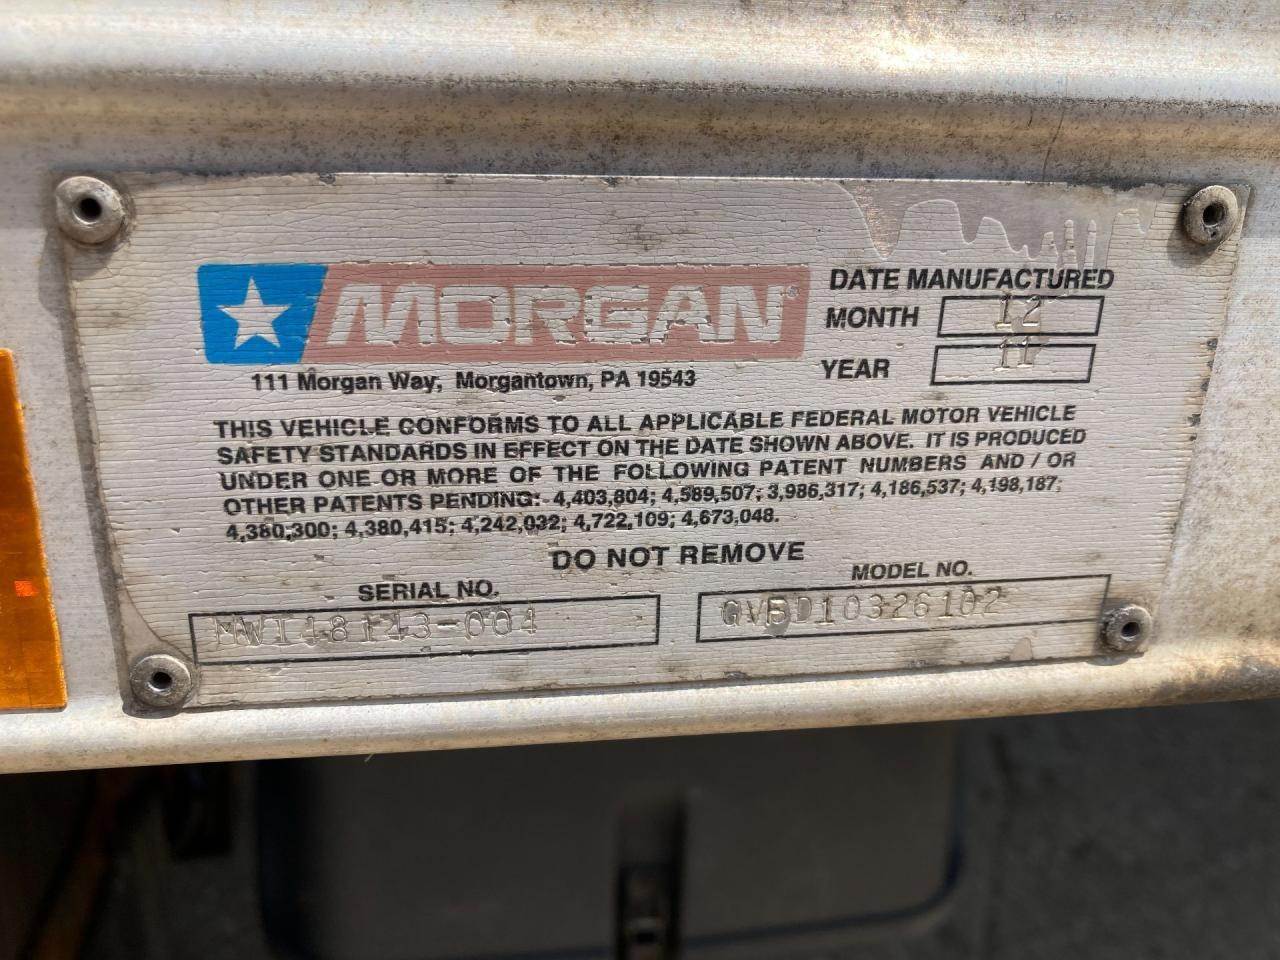 MORGAN®
111 Morgan Way, Morgantown, PA 19543
DATE MANUFACTURED
MONTH 12
YEAR 11
THIS VEHICLE CONFORMS TO ALL APPLICABLE FEDERAL MOTOR VEHICLE
SAFETY STANDARDS IN EFFECT ON THE DATE SHOWN ABOVE. IT IS PRODUCED
UNDER ONE OR MORE OF THE FOLLOWING PATENT NUMBERS AND / OR
OTHER PATENTS PENDING: 4,403,804; 4,589,507; 3,986,317; 4,186,537; 4,198,187;
4,380,300; 4,380,415; 4,242,032; 4,722,109; 4,673,048.
DO NOT REMOVE
SERIAL NO.
MWI48143-004
MODEL NO.
GVBD10326102